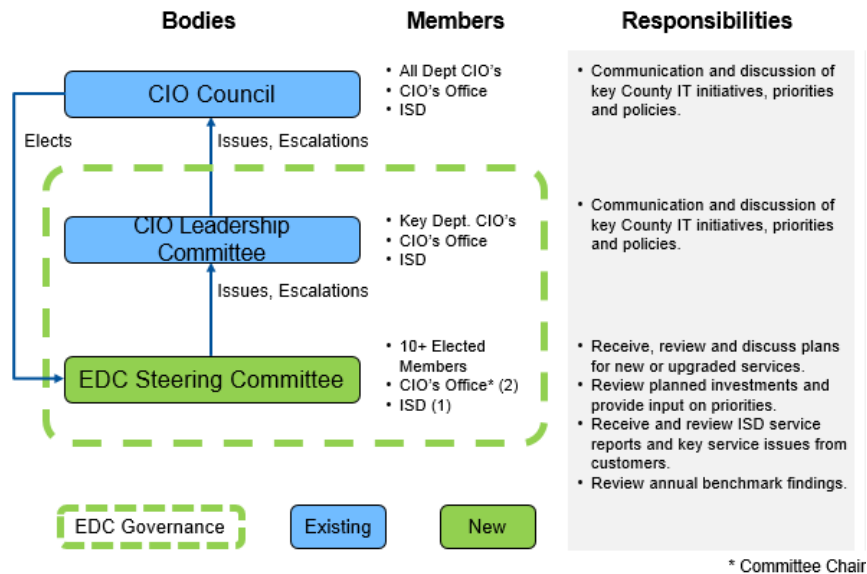 Bodies
Members
Responsibilities
CIO Council
• All Dept CIO's
• CIO's Office
• ISD
• Communication and discussion of
key County IT initiatives, priorities
and policies.
Elects
Issues, Escalations
CIO Leadership
Committee
• Key Dept. CIO's
• CIO's Office
• ISD
• Communication and discussion of
key County IT initiatives, priorities
and policies.
Issues, Escalations
EDC Steering Committee
• 10+ Elected
Members
• CIO's Office* (2)
• ISD (1)
• Receive, review and discuss plans
for new or upgraded services.
• Review planned investments and
provide input on priorities.
• Receive and review ISD service
reports and key service issues from
customers.
• Review annual benchmark findings.
EDC Governance
Existing
New
* Committee Chair